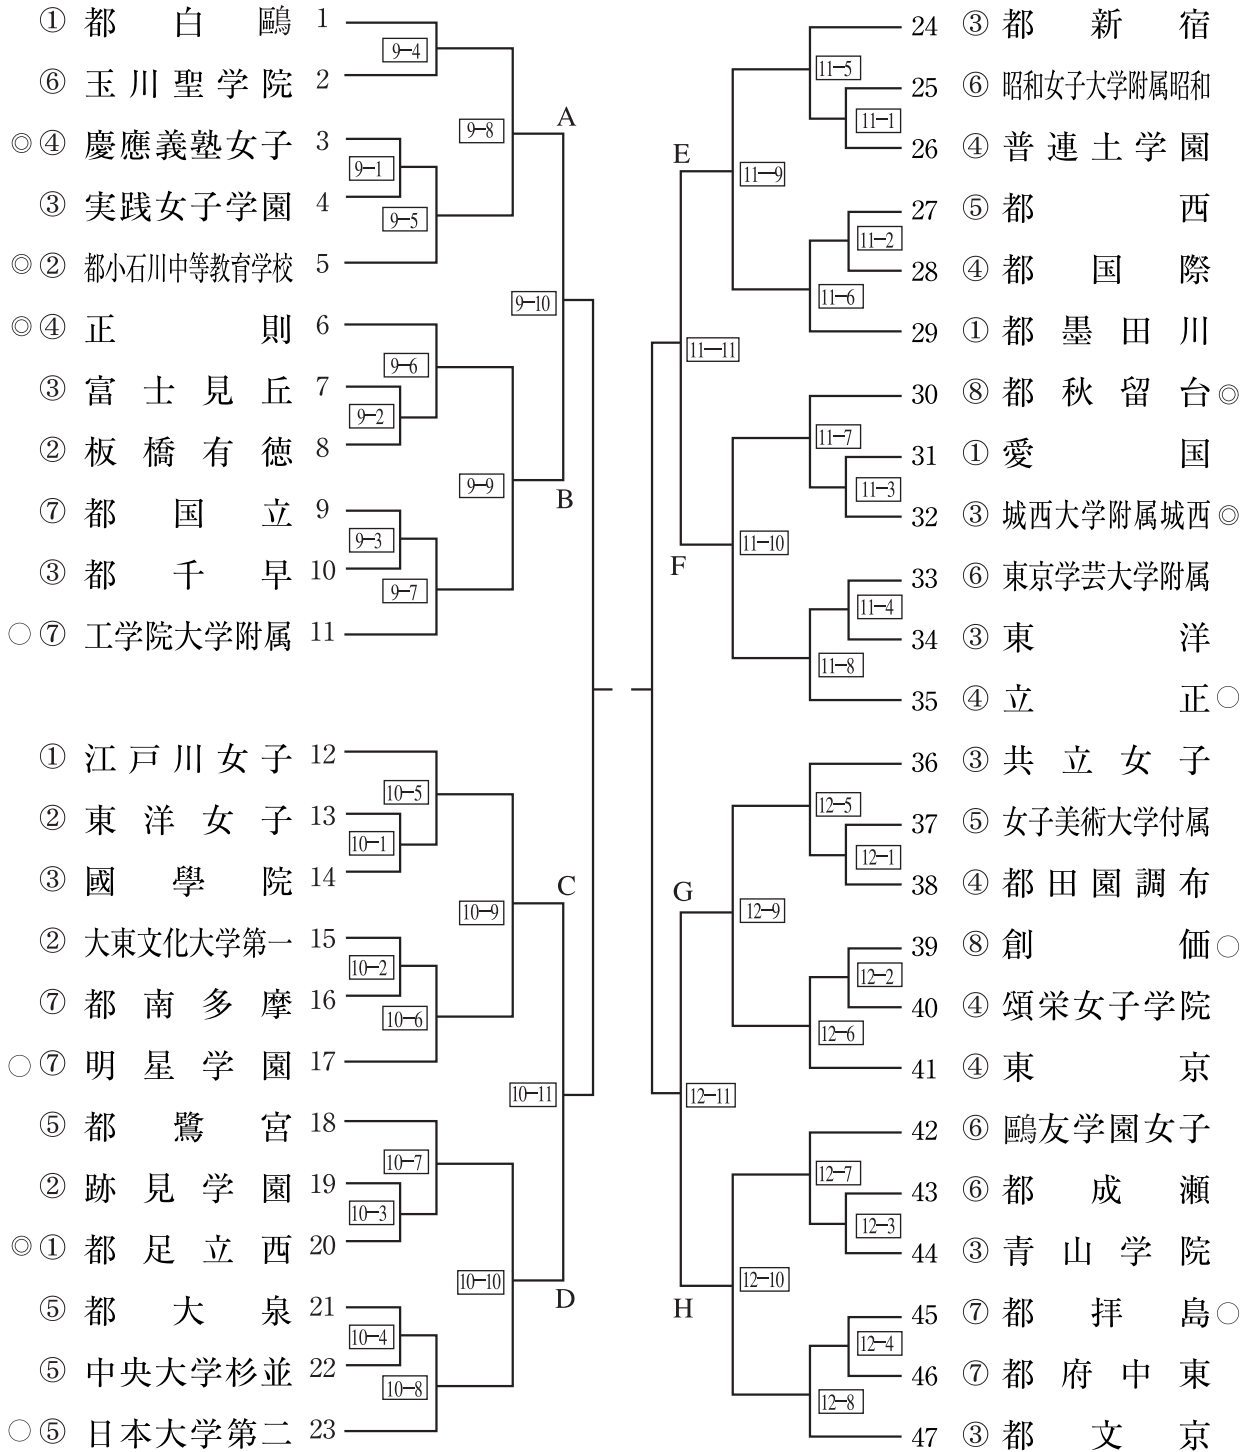 ① 都白鷗 1
⑥ 玉川聖学院 2
◎ ④ 慶應義塾女子 3
③ 実践女子学園 4
◎ ② 都小石川中等教育学校 5
◎ ④ 正則 6
③ 富士見丘 7
② 板橋有徳 8
⑦ 都国立 9
③ 都千早 10
○ ⑦ 工学院大学附属 11
① 江戸川女子 12
② 東洋女子 13
③ 國學院 14
② 大東文化大学第一 15
⑦ 都南多摩 16
○ ⑦ 明星学園 17
⑤ 都鷺宮 18
② 跡見学園 19
◎ ① 都足立西 20
⑤ 都大泉 21
⑤ 中央大学杉並 22
○ ⑤ 日本大学第二 23
9-4
9-8
A
9-1
9-5
9-10
9-6
9-2
9-9
B
9-3
9-7
10-5
10-1
C
10-9
10-2
10-6
10-11
10-7
10-3
10-10
D
10-4
10-8
11-5
11-1
E
11-9
11-2
11-6
11-11
11-7
11-3
11-10
F
11-4
11-8
12-5
12-1
G
12-9
12-2
12-6
12-11
12-7
12-3
12-10
H
12-4
12-8
24 ③ 都新宿
25 ⑥ 昭和女子大学附属昭和
26 ④ 普連土学園
27 ⑤ 都西
28 ④ 都国際
29 ① 都墨田川
30 ⑧ 都秋留台 ◎
31 ① 愛国
32 ③ 城西大学附属城西 ◎
33 ⑥ 東京学芸大学附属
34 ③ 東洋
35 ④ 立正 ○
36 ③ 共立女子
37 ⑤ 女子美術大学付属
38 ④ 都田園調布
39 ⑧ 創価 ○
40 ④ 頌栄女子学院
41 ④ 東京
42 ⑥ 鷗友学園女子
43 ⑥ 都成瀬
44 ③ 青山学院
45 ⑦ 都拝島 ○
46 ⑦ 都府中東
47 ③ 都文京